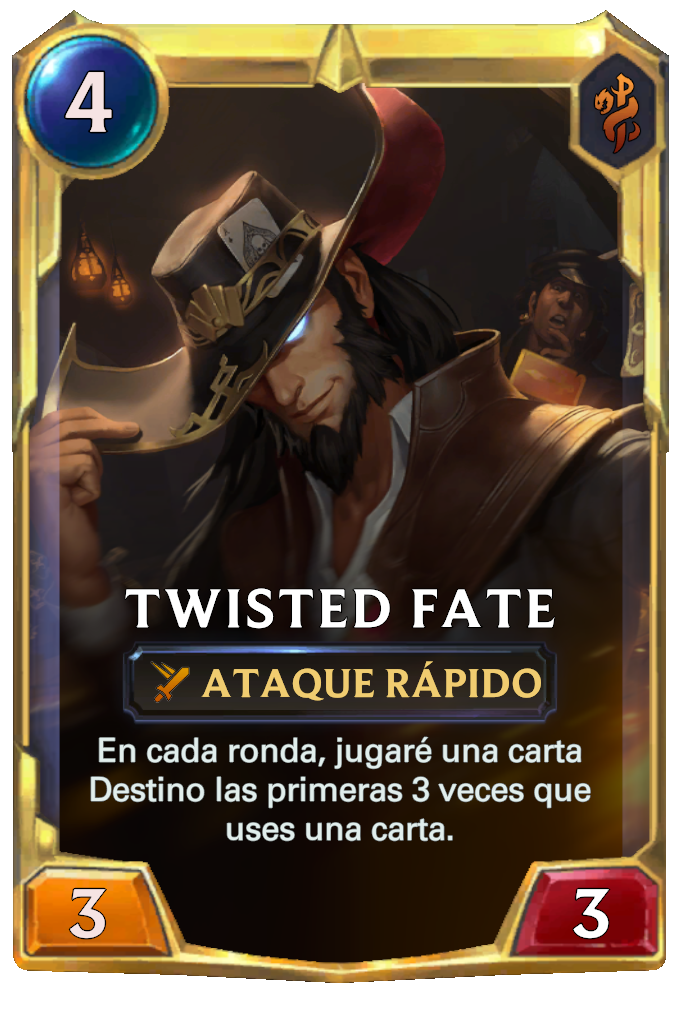 4
TWISTED FATE
ATAQUE RÁPIDO
En cada ronda, jugaré una carta
Destino las primeras 3 veces que
uses una carta.
3
3